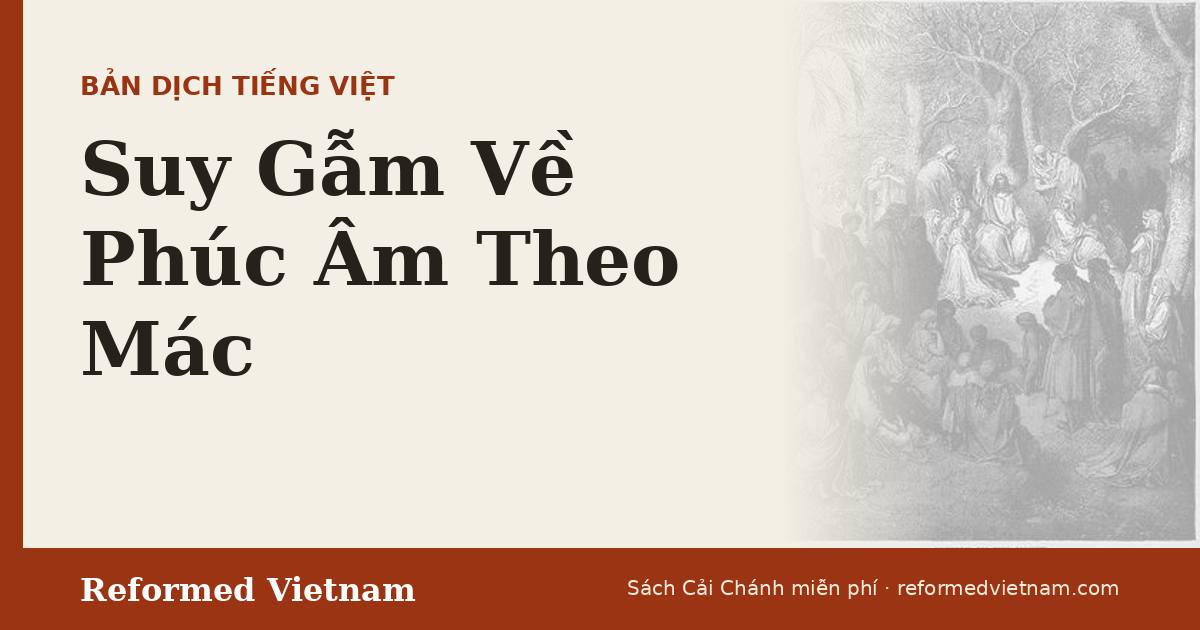 BẢN DỊCH TIẾNG VIỆT
Suy Gẫm Về
Phúc Âm Theo
Mác
Reformed Vietnam
Sách Cải Chánh miễn phí · reformedvietnam.com